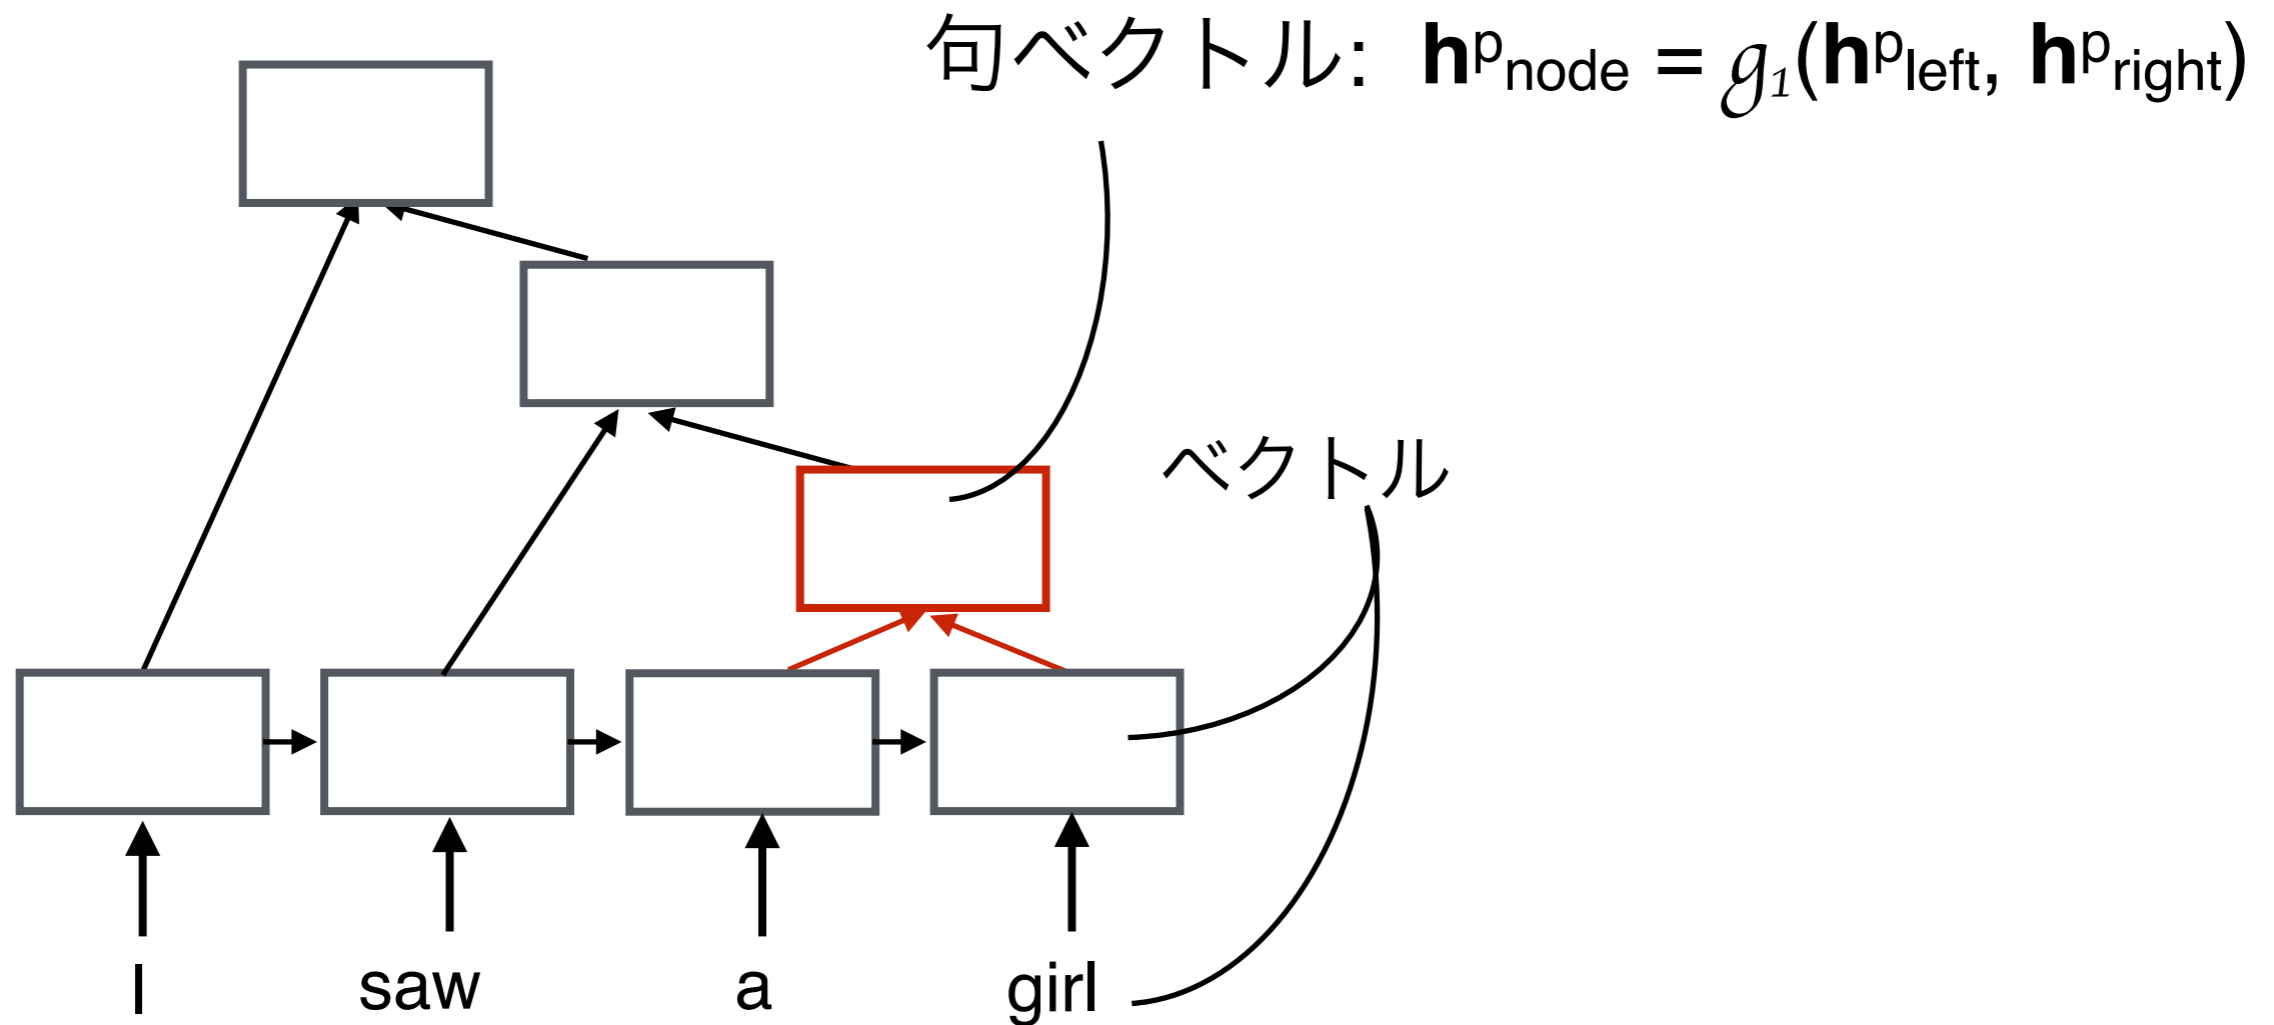 句ベクトル: hᵖnode = g₁(hᵖleft, hᵖright)
ベクトル
I saw a girl